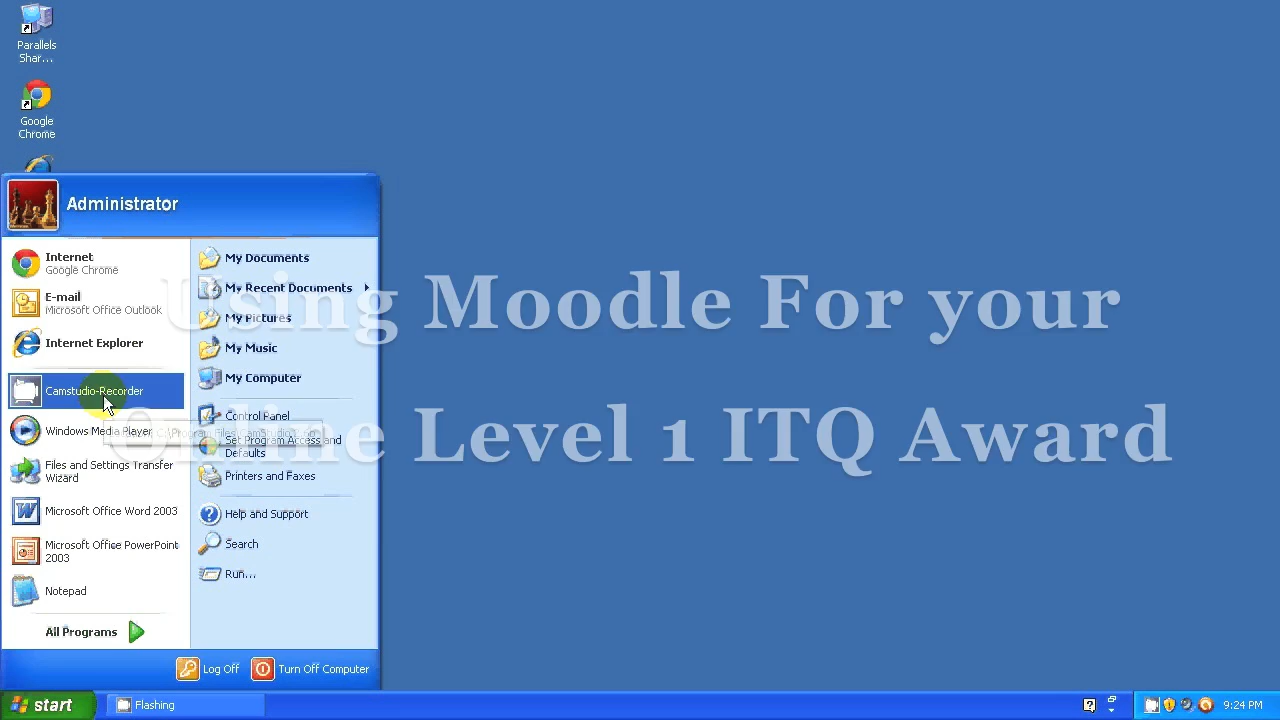 Parallels
Shar...
Google
Chrome
Administrator
Internet
Google Chrome
E-mail
Microsoft Office Outlook
Internet Explorer
Camstudio-Recorder
Windows Media Player
Files and Settings Transfer
Wizard
Microsoft Office Word 2003
Microsoft Office PowerPoint
2003
Notepad
All Programs
My Documents
My Recent Documents
My Pictures
My Music
My Computer
Control Panel
Set Program Access and
Defaults
Printers and Faxes
Help and Support
Search
Run...
Log Off
Turn Off Computer
Using Moodle For your
Online Level 1 ITQ Award
start
Flashing
9:24 PM